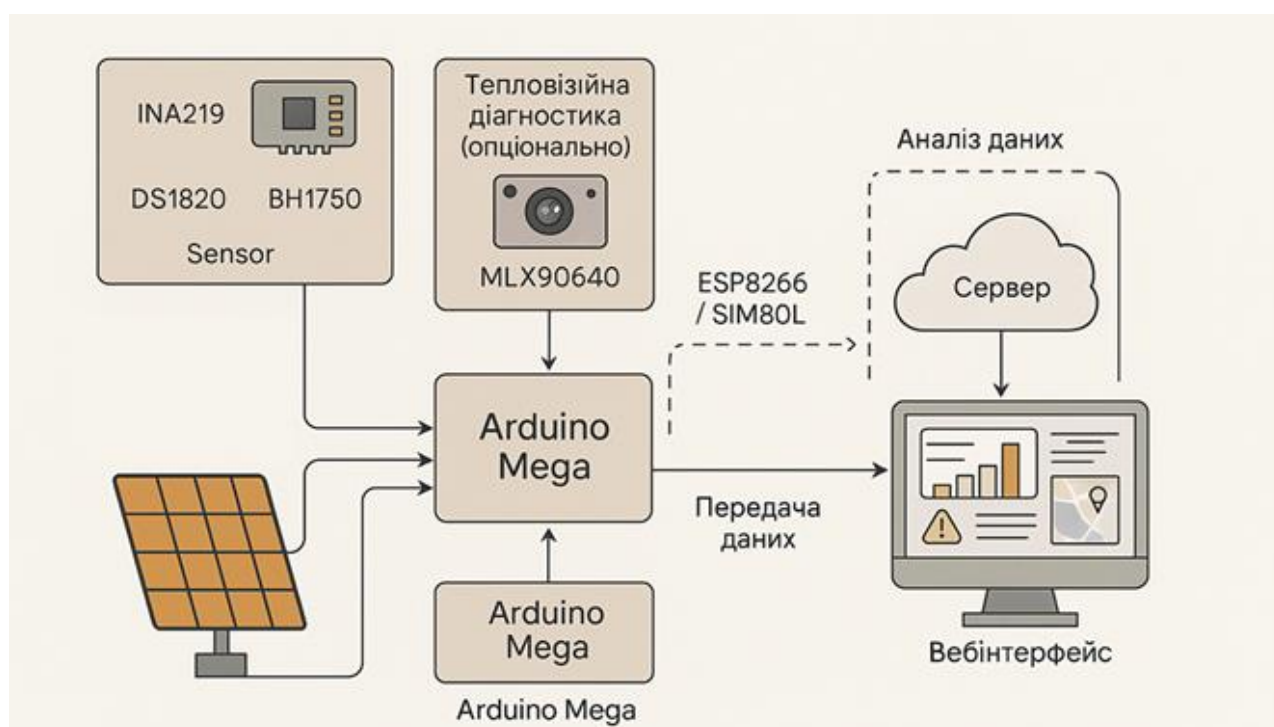 INA219
DS1820 BH1750
Sensor
Тепловізійна
діагностика
(опціонально)
MLX90640
ESP8266
/ SIM80L
Аналіз даних
Сервер
Arduino
Mega
Передача
даних
Arduino
Mega
Arduino Mega
Вебінтерфейс